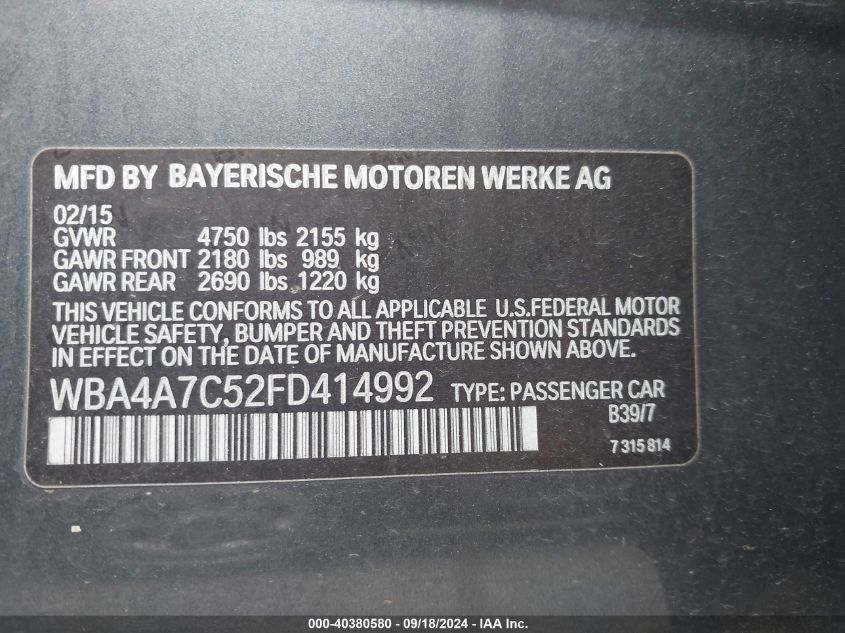 MFD BY BAYERISCHE MOTOREN WERKE AG
02/15
GVWR 4750 lbs 2155 kg
GAWR FRONT 2180 lbs 989 kg
GAWR REAR 2690 lbs 1220 kg
THIS VEHICLE CONFORMS TO ALL APPLICABLE U.S.FEDERAL MOTOR
VEHICLE SAFETY, BUMPER AND THEFT PREVENTION STANDARDS
IN EFFECT ON THE DATE OF MANUFACTURE SHOWN ABOVE.
WBA4A7C52FD414992 TYPE: PASSENGER CAR
B39/7
7 315 814
000-40380580 - 09/18/2024 - IAA Inc.